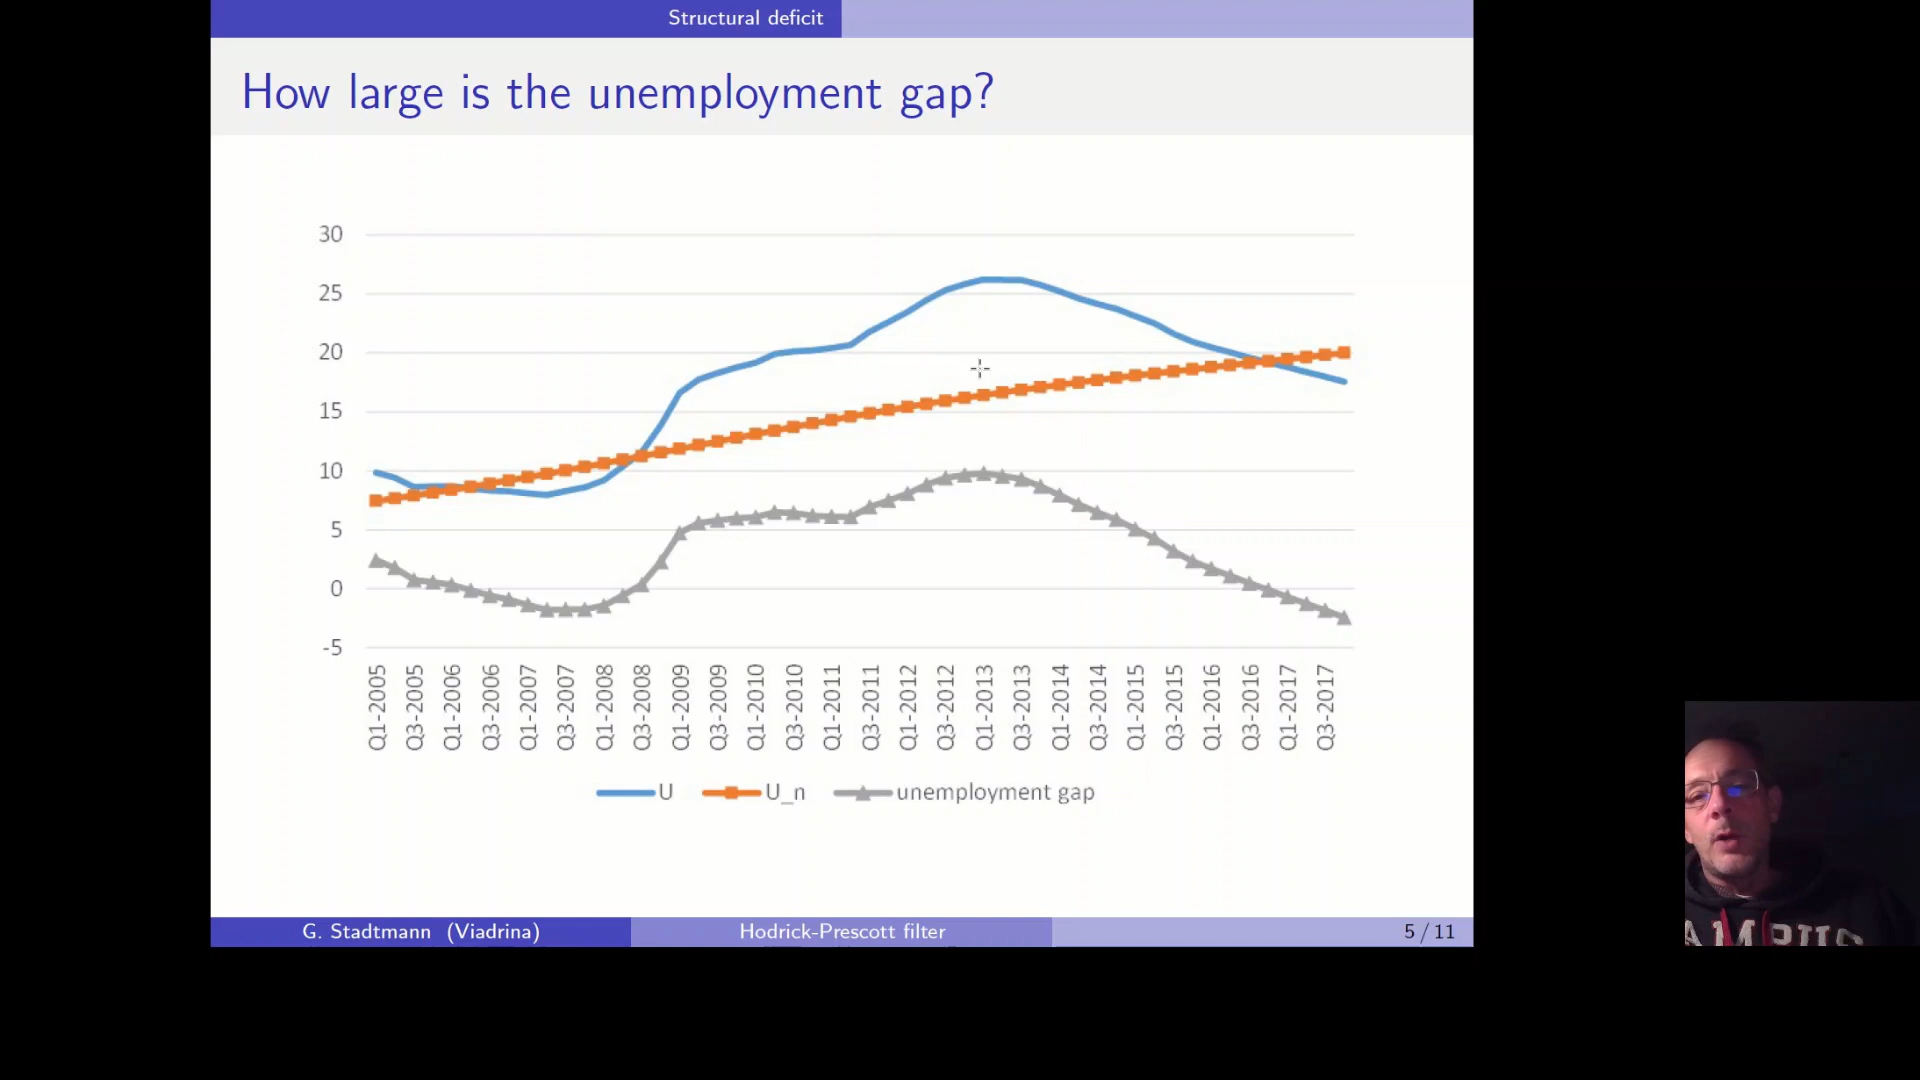 Structural deficit
How large is the unemployment gap?
30
25
20
15
10
5
0
-5
Q1-2005
Q3-2005
Q1-2006
Q3-2006
Q1-2007
Q3-2007
Q1-2008
Q3-2008
Q1-2009
Q3-2009
Q1-2010
Q3-2010
Q1-2011
Q3-2011
Q1-2012
Q3-2012
Q1-2013
Q3-2013
Q1-2014
Q3-2014
Q1-2015
Q3-2015
Q1-2016
Q3-2016
Q1-2017
Q3-2017
U U_n unemployment gap
G. Stadtmann (Viadrina) Hodrick-Prescott filter 5 / 11